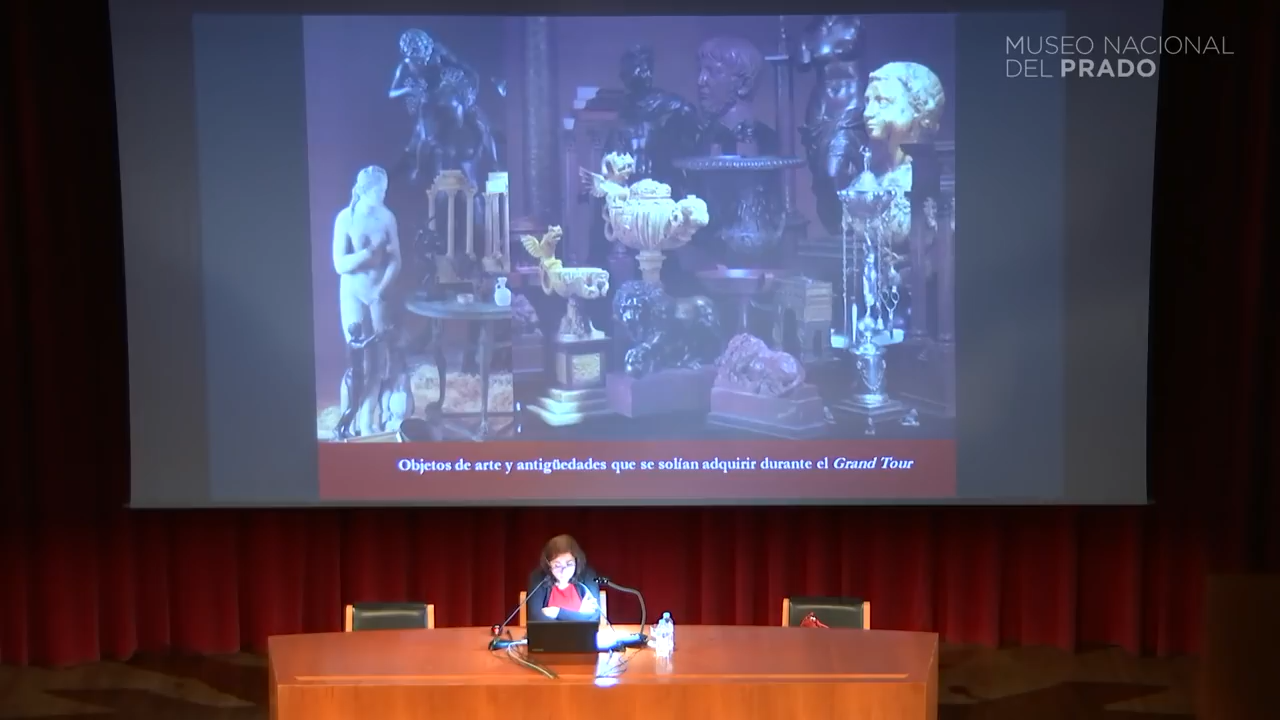 MUSEO NACIONAL
DEL PRADO
Objetos de arte y antigüedades que se solían adquirir durante el Grand Tour